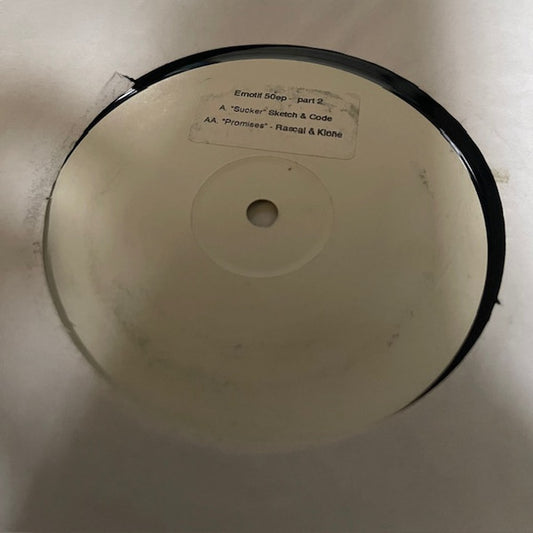 Emotif 50ep - part 2
A. "Sucker" Sketch & Code
AA. "Promises" - Rascal & Klone